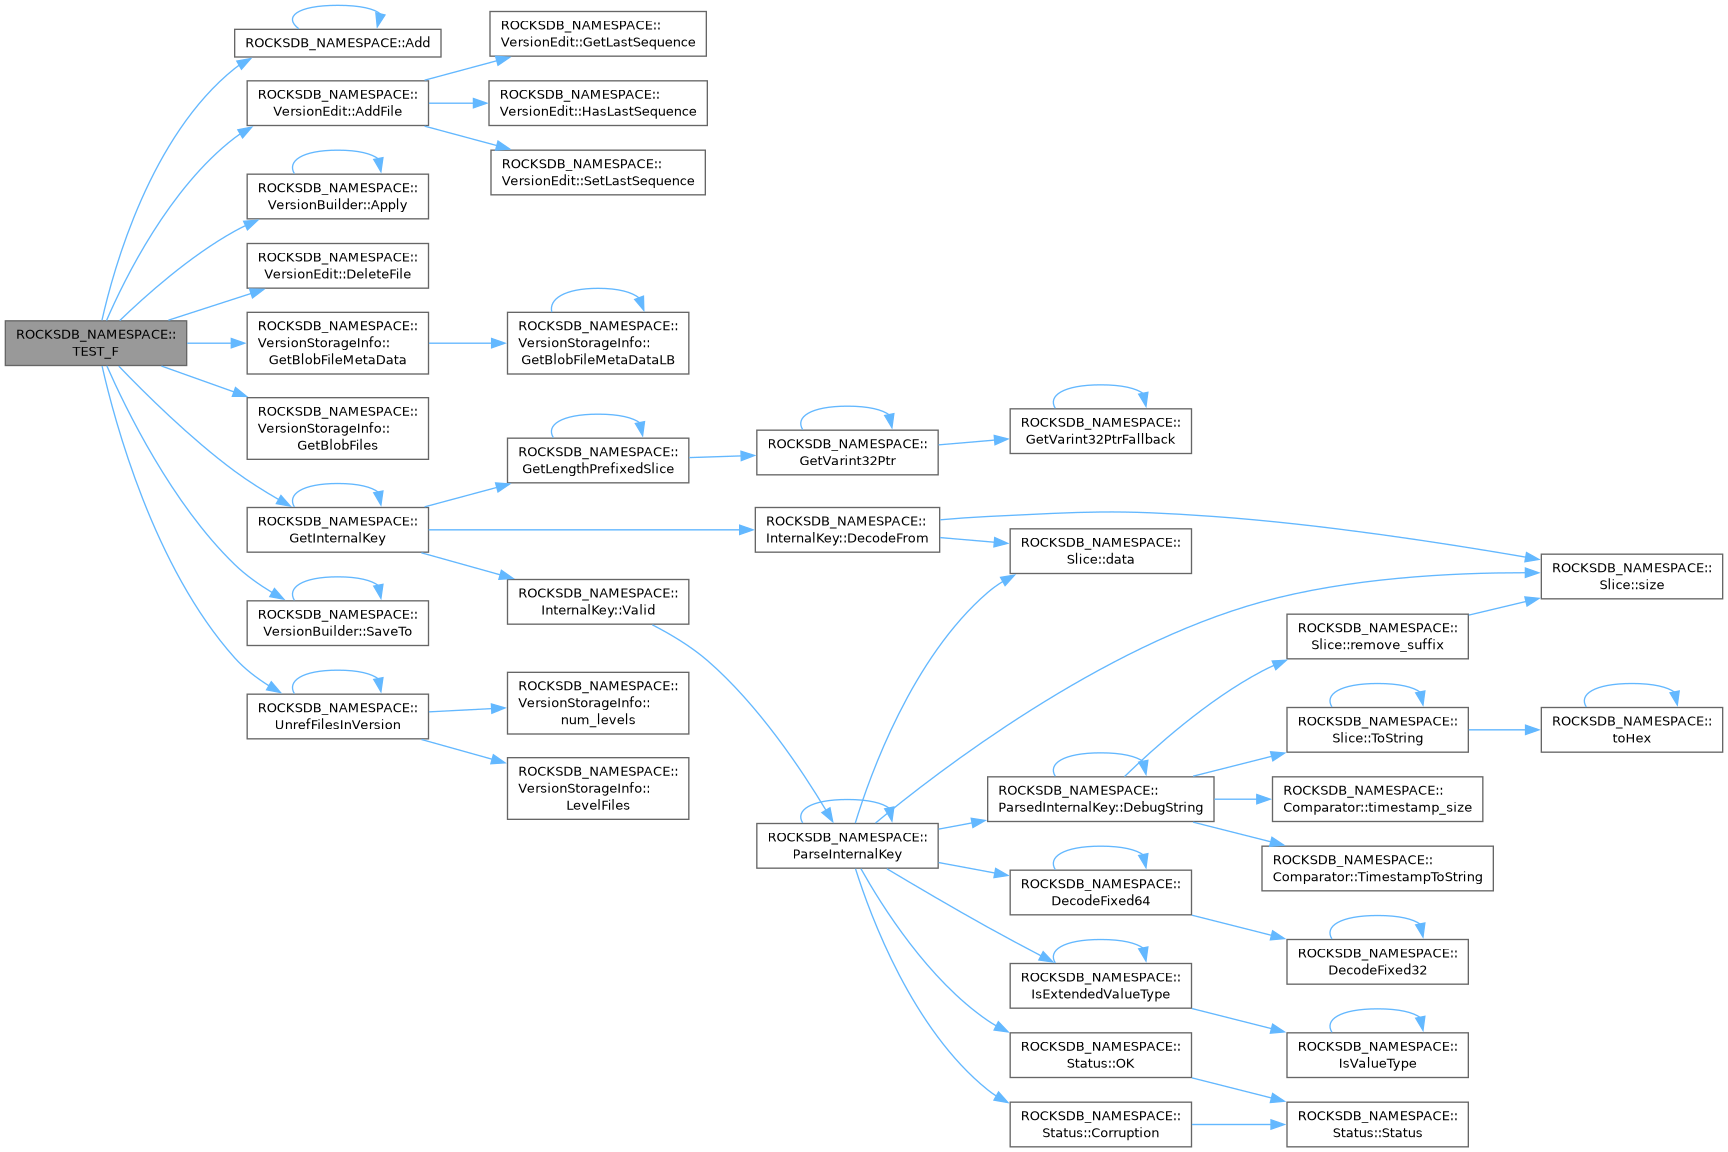 ROCKSDB_NAMESPACE::
TEST_F
ROCKSDB_NAMESPACE::Add
ROCKSDB_NAMESPACE::
VersionEdit::AddFile
ROCKSDB_NAMESPACE::
VersionEdit::GetLastSequence
ROCKSDB_NAMESPACE::
VersionEdit::HasLastSequence
ROCKSDB_NAMESPACE::
VersionEdit::SetLastSequence
ROCKSDB_NAMESPACE::
VersionBuilder::Apply
ROCKSDB_NAMESPACE::
VersionEdit::DeleteFile
ROCKSDB_NAMESPACE::
VersionStorageInfo::
GetBlobFileMetaData
ROCKSDB_NAMESPACE::
VersionStorageInfo::
GetBlobFileMetaDataLB
ROCKSDB_NAMESPACE::
VersionStorageInfo::
GetBlobFiles
ROCKSDB_NAMESPACE::
GetInternalKey
ROCKSDB_NAMESPACE::
GetLengthPrefixedSlice
ROCKSDB_NAMESPACE::
GetVarint32Ptr
ROCKSDB_NAMESPACE::
GetVarint32PtrFallback
ROCKSDB_NAMESPACE::
InternalKey::DecodeFrom
ROCKSDB_NAMESPACE::
Slice::data
ROCKSDB_NAMESPACE::
Slice::size
ROCKSDB_NAMESPACE::
InternalKey::Valid
ROCKSDB_NAMESPACE::
VersionBuilder::SaveTo
ROCKSDB_NAMESPACE::
UnrefFilesInVersion
ROCKSDB_NAMESPACE::
VersionStorageInfo::
num_levels
ROCKSDB_NAMESPACE::
VersionStorageInfo::
LevelFiles
ROCKSDB_NAMESPACE::
ParseInternalKey
ROCKSDB_NAMESPACE::
ParsedInternalKey::DebugString
ROCKSDB_NAMESPACE::
Slice::remove_suffix
ROCKSDB_NAMESPACE::
Slice::ToString
ROCKSDB_NAMESPACE::
toHex
ROCKSDB_NAMESPACE::
Comparator::timestamp_size
ROCKSDB_NAMESPACE::
Comparator::TimestampToString
ROCKSDB_NAMESPACE::
DecodeFixed64
ROCKSDB_NAMESPACE::
DecodeFixed32
ROCKSDB_NAMESPACE::
IsExtendedValueType
ROCKSDB_NAMESPACE::
IsValueType
ROCKSDB_NAMESPACE::
Status::OK
ROCKSDB_NAMESPACE::
Status::Corruption
ROCKSDB_NAMESPACE::
Status::Status